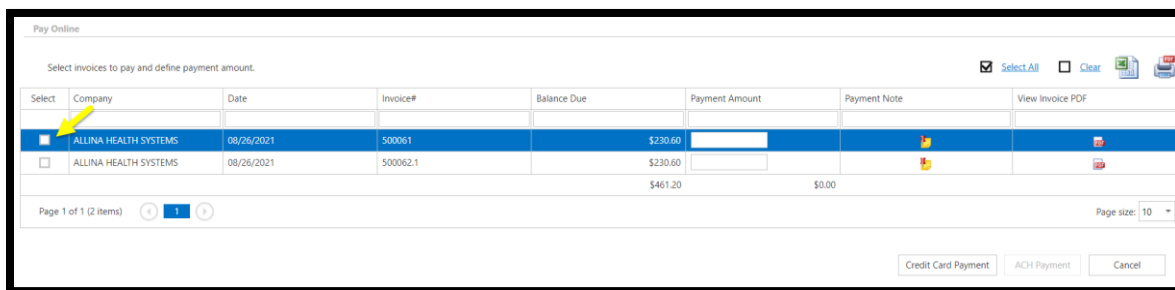 Pay Online
Select invoices to pay and define payment amount.
Select All Clear
Select Company Date Invoice# Balance Due Payment Amount Payment Note View Invoice PDF
ALLINA HEALTH SYSTEMS 08/26/2021 500061 $230.60
ALLINA HEALTH SYSTEMS 08/26/2021 500062.1 $230.60
$461.20 $0.00
Page 1 of 1 (2 items) 1 Page size: 10
Credit Card Payment ACH Payment Cancel